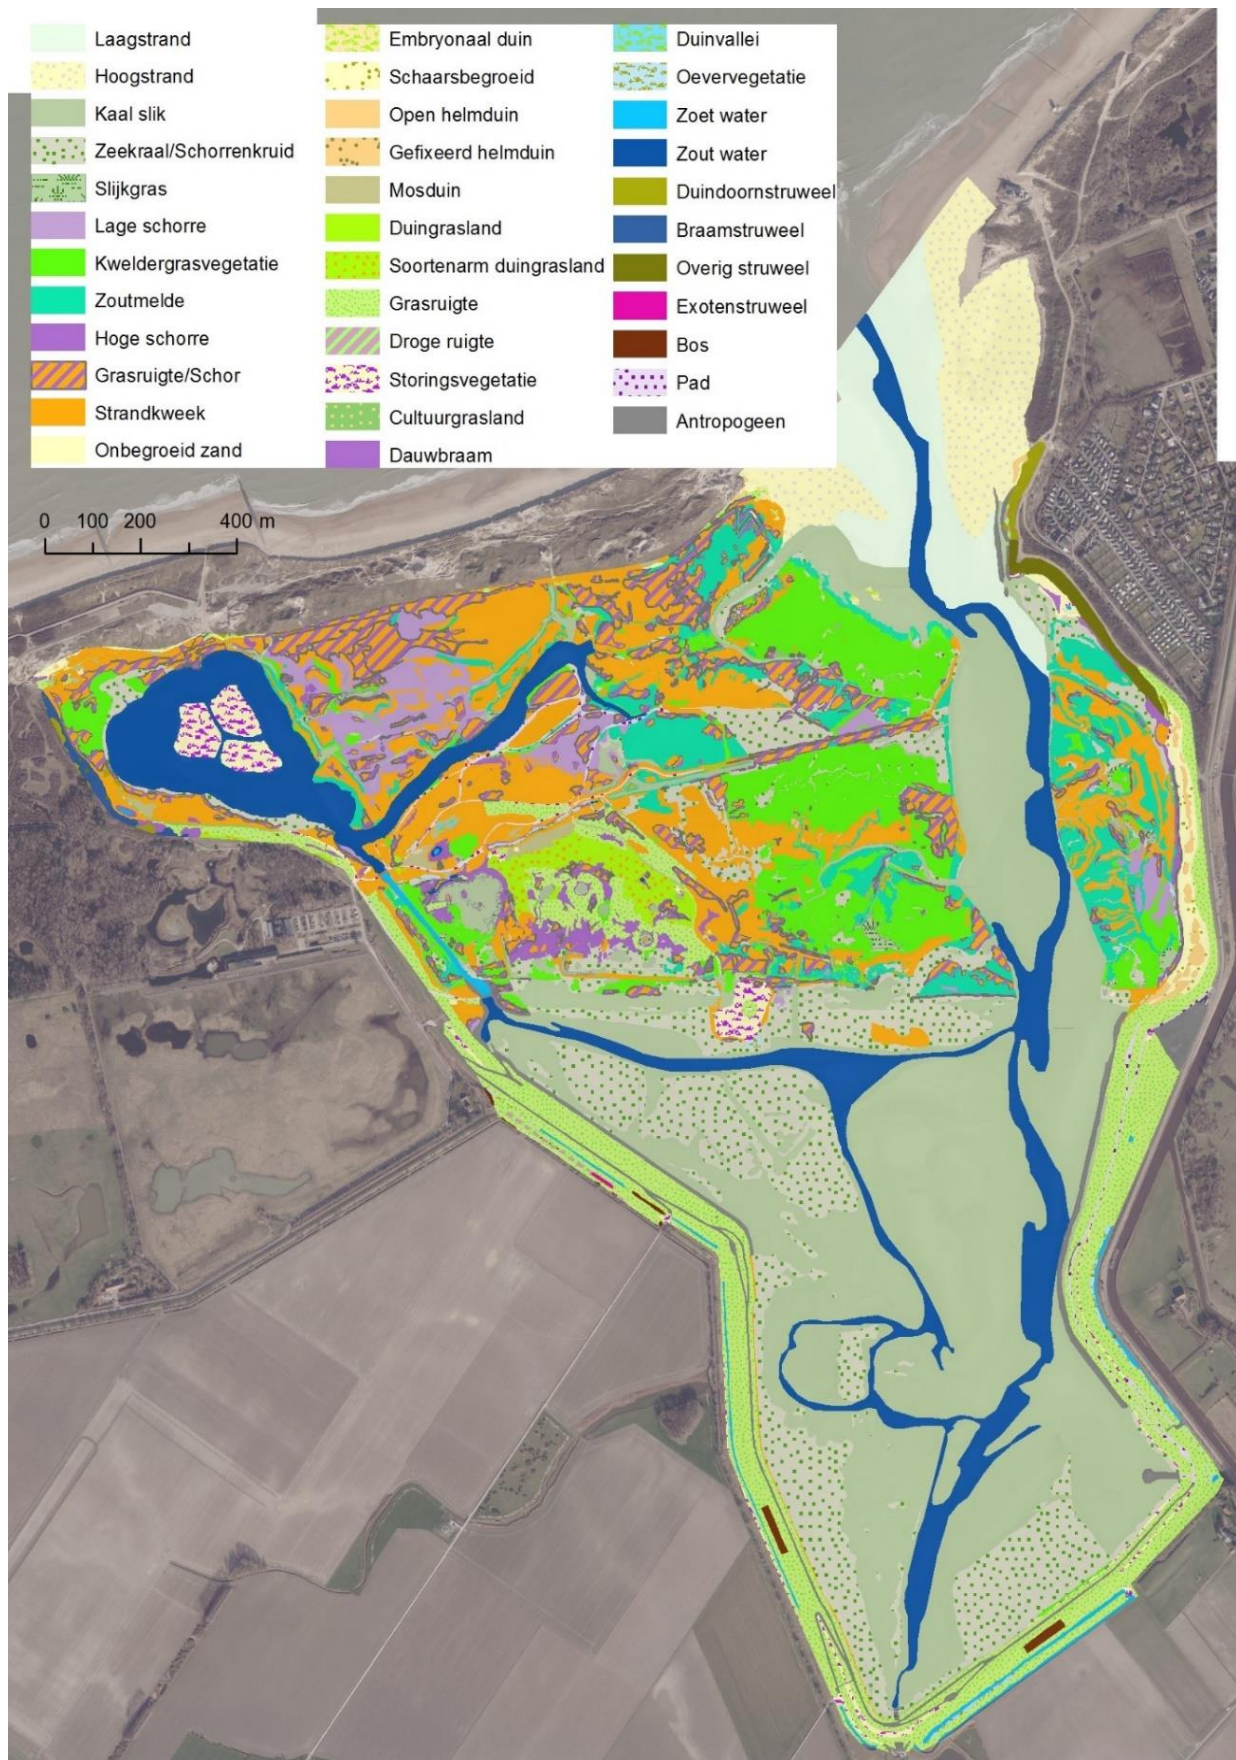 Laagstrand
Hoogstrand
Kaal slik
Zeekraal/Schorrenkruid
Slijkgras
Lage schorre
Kweldergrasvegetatie
Zoutmelde
Hoge schorre
Grasruigte/Schor
Strandkweek
Onbegroeid zand
Embryonaal duin
Schaarsbegroeid
Open helmduin
Gefixeerd helmduin
Mosduin
Duingrasland
Soortenarm duingrasland
Grasruigte
Droge ruigte
Storingsvegetatie
Cultuurgrasland
Dauwbraam
Duinvallei
Oevervegetatie
Zoet water
Zout water
Duindoornstruweel
Braamstruweel
Overig struweel
Exotenstruweel
Bos
Pad
Antropogeen
0 100 200 400 m